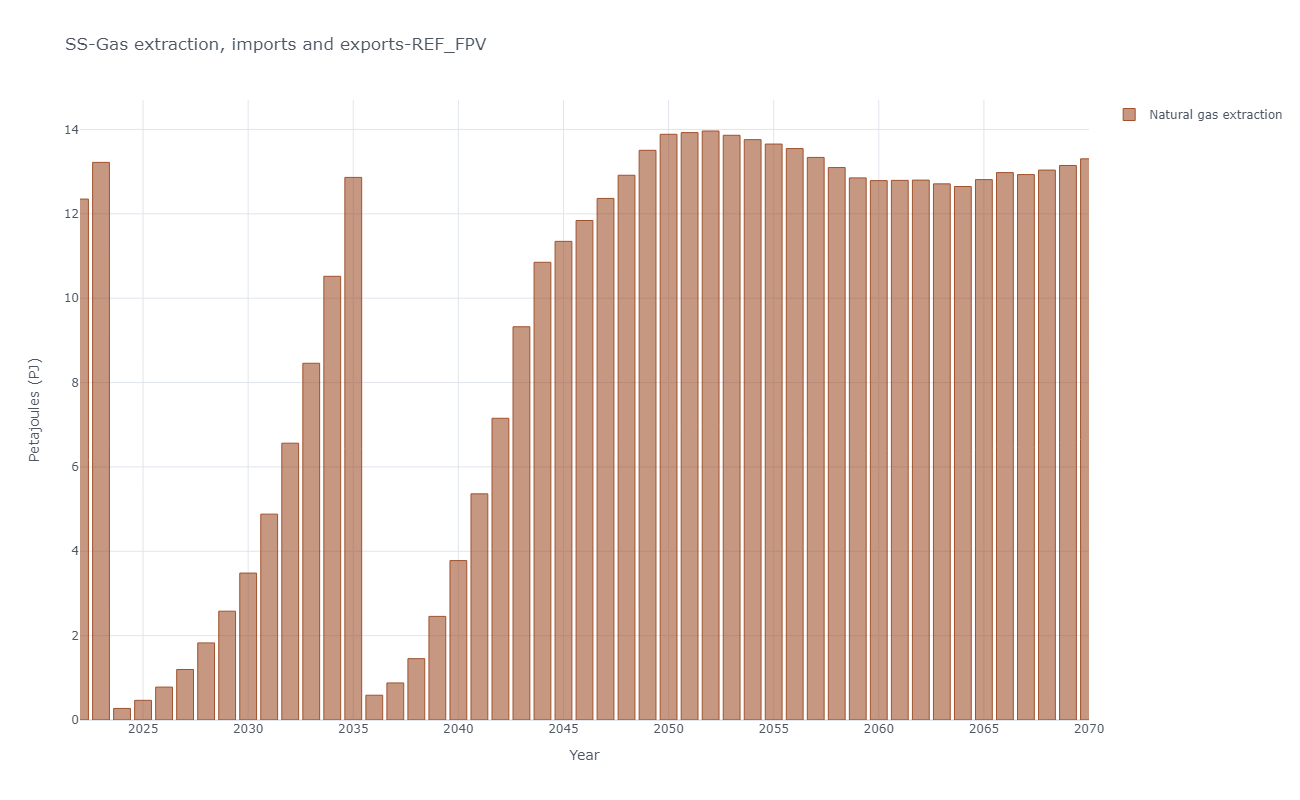 SS-Gas extraction, imports and exports-REF_FPV
Natural gas extraction
14
12
10
8
6
4
2
0
Petajoules (PJ)
2025 2030 2035 2040 2045 2050 2055 2060 2065 2070
Year